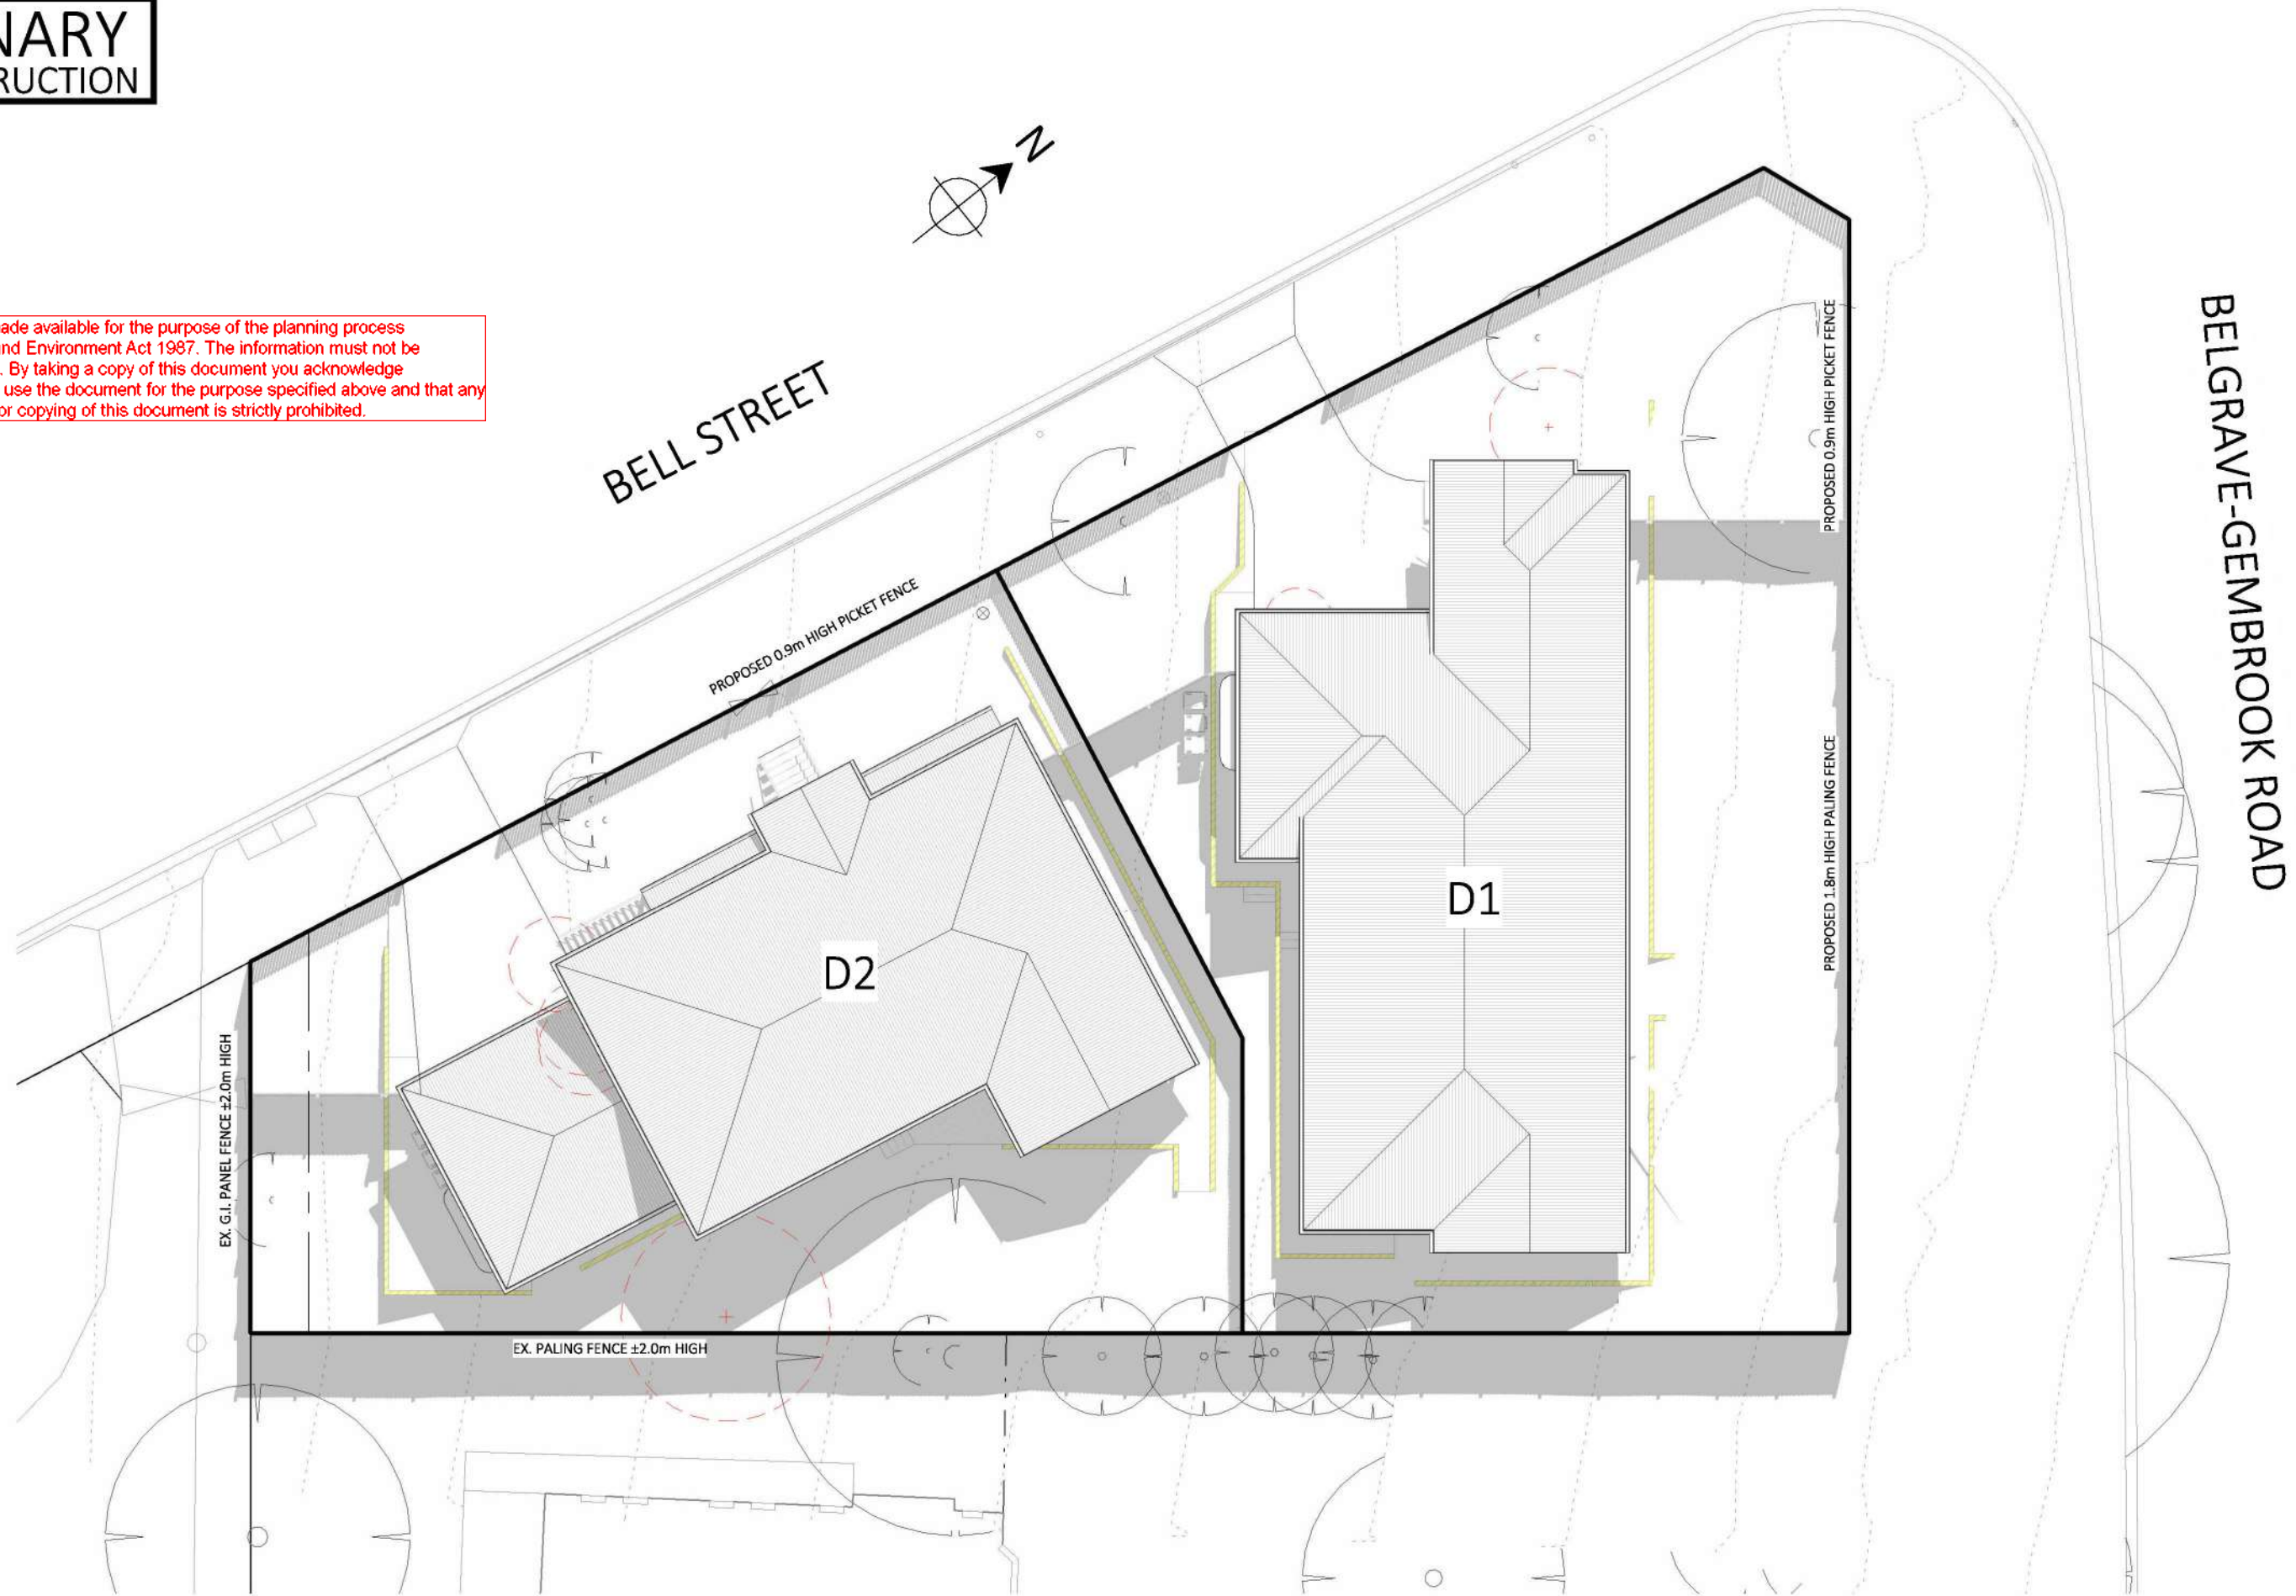 NARY
RUCTION
ade available for the purpose of the planning process
nd Environment Act 1987. The information must not be
. By taking a copy of this document you acknowledge
use the document for the purpose specified above and that any
or copying of this document is strictly prohibited.
N
BELL STREET
BELGRAVE-GEMBROOK ROAD
PROPOSED 0.9m HIGH PICKET FENCE
PROPOSED 0.9m HIGH PICKET FENCE
PROPOSED 1.8m HIGH PALING FENCE
D1
D2
EX. G.I. PANEL FENCE ±2.0m HIGH
EX. PALING FENCE ±2.0m HIGH